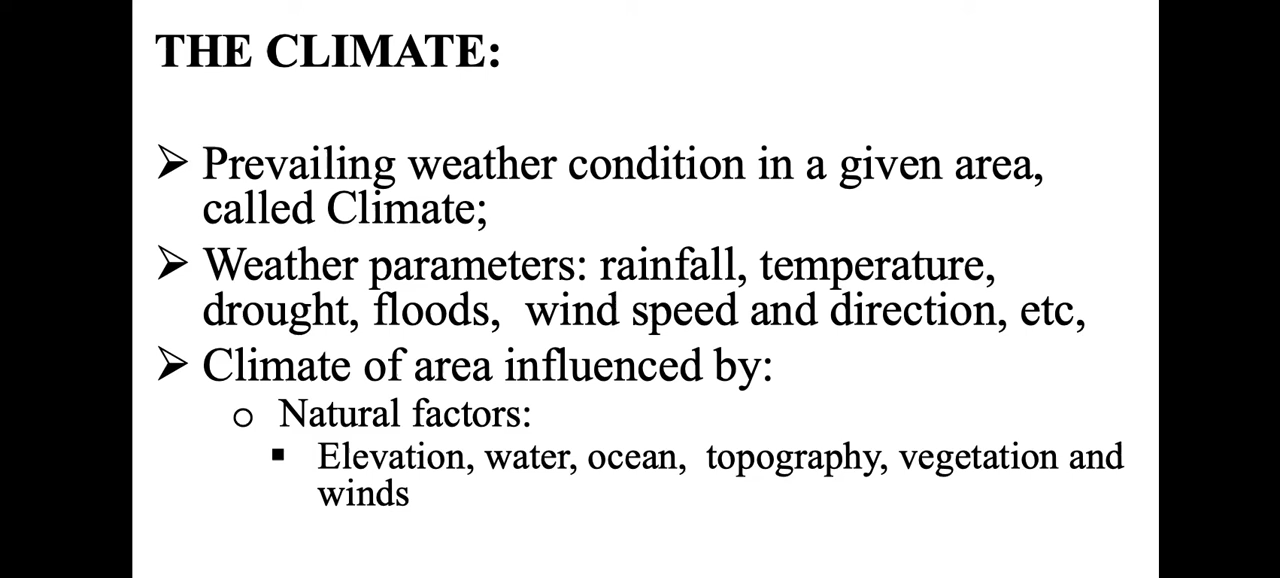 THE CLIMATE:
➢ Prevailing weather condition in a given area,
called Climate;
➢ Weather parameters: rainfall, temperature,
drought, floods,  wind speed and direction, etc,
➢ Climate of area influenced by:
o Natural factors:
▪ Elevation, water, ocean,  topography, vegetation and
winds